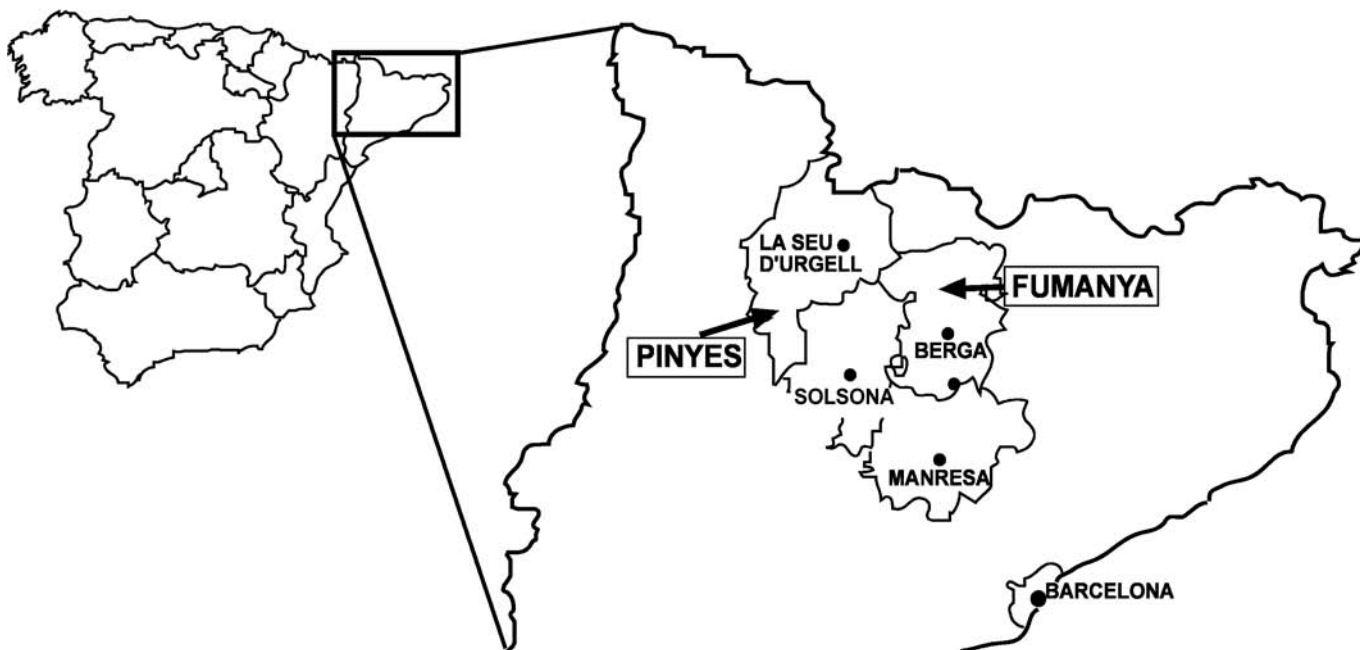 LA SEU
D'URGELL
FUMANYA
PINYES
BERGA
SOLSONA
MANRESA
BARCELONA